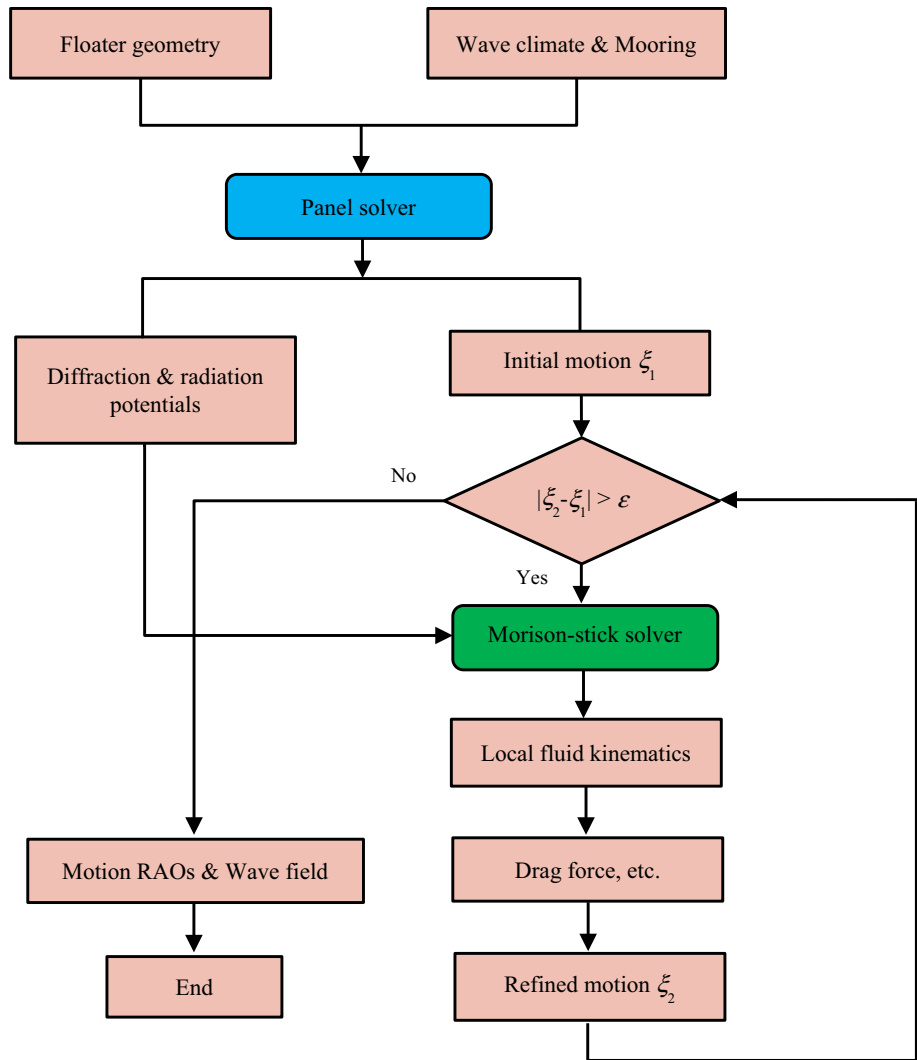 Floater geometry
Wave climate & Mooring
Panel solver
Diffraction & radiation
potentials
Initial motion ξ₁
No
|ξ₂-ξ₁| > ε
Yes
Morison-stick solver
Local fluid kinematics
Motion RAOs & Wave field
Drag force, etc.
End
Refined motion ξ₂